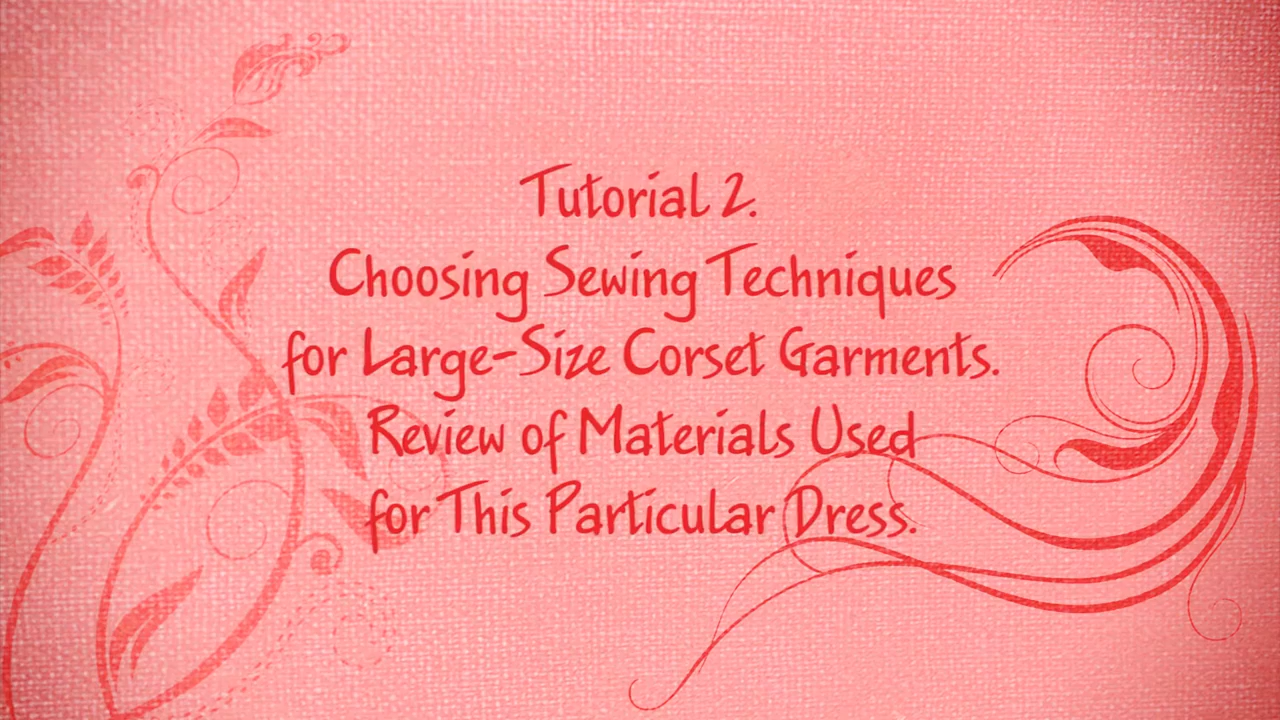 Tutorial 2.
Choosing Sewing Techniques
for Large-Size Corset Garments.
Review of Materials Used
for This Particular Dress.